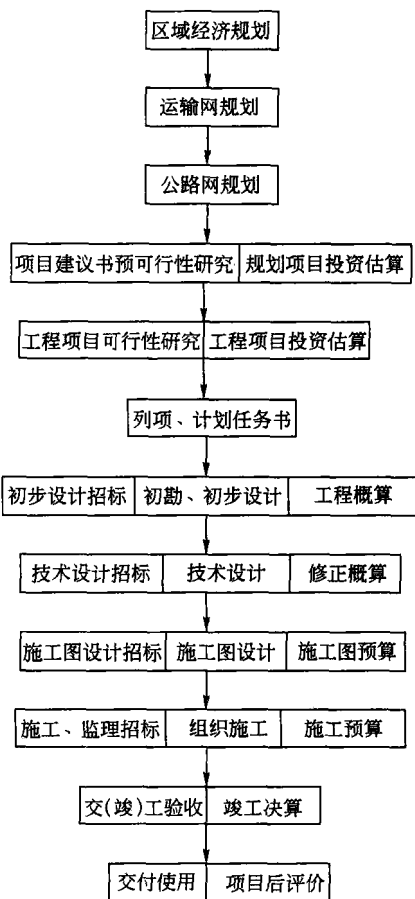 区域经济规划
运输网规划
公路网规划
项目建议书预可行性研究 规划项目投资估算
工程项目可行性研究 工程项目投资估算
列项、计划任务书
初步设计招标 初勘、初步设计 工程概算
技术设计招标 技术设计 修正概算
施工图设计招标 施工图设计 施工图预算
施工、监理招标 组织施工 施工预算
交(竣)工验收 竣工决算
交付使用 项目后评价